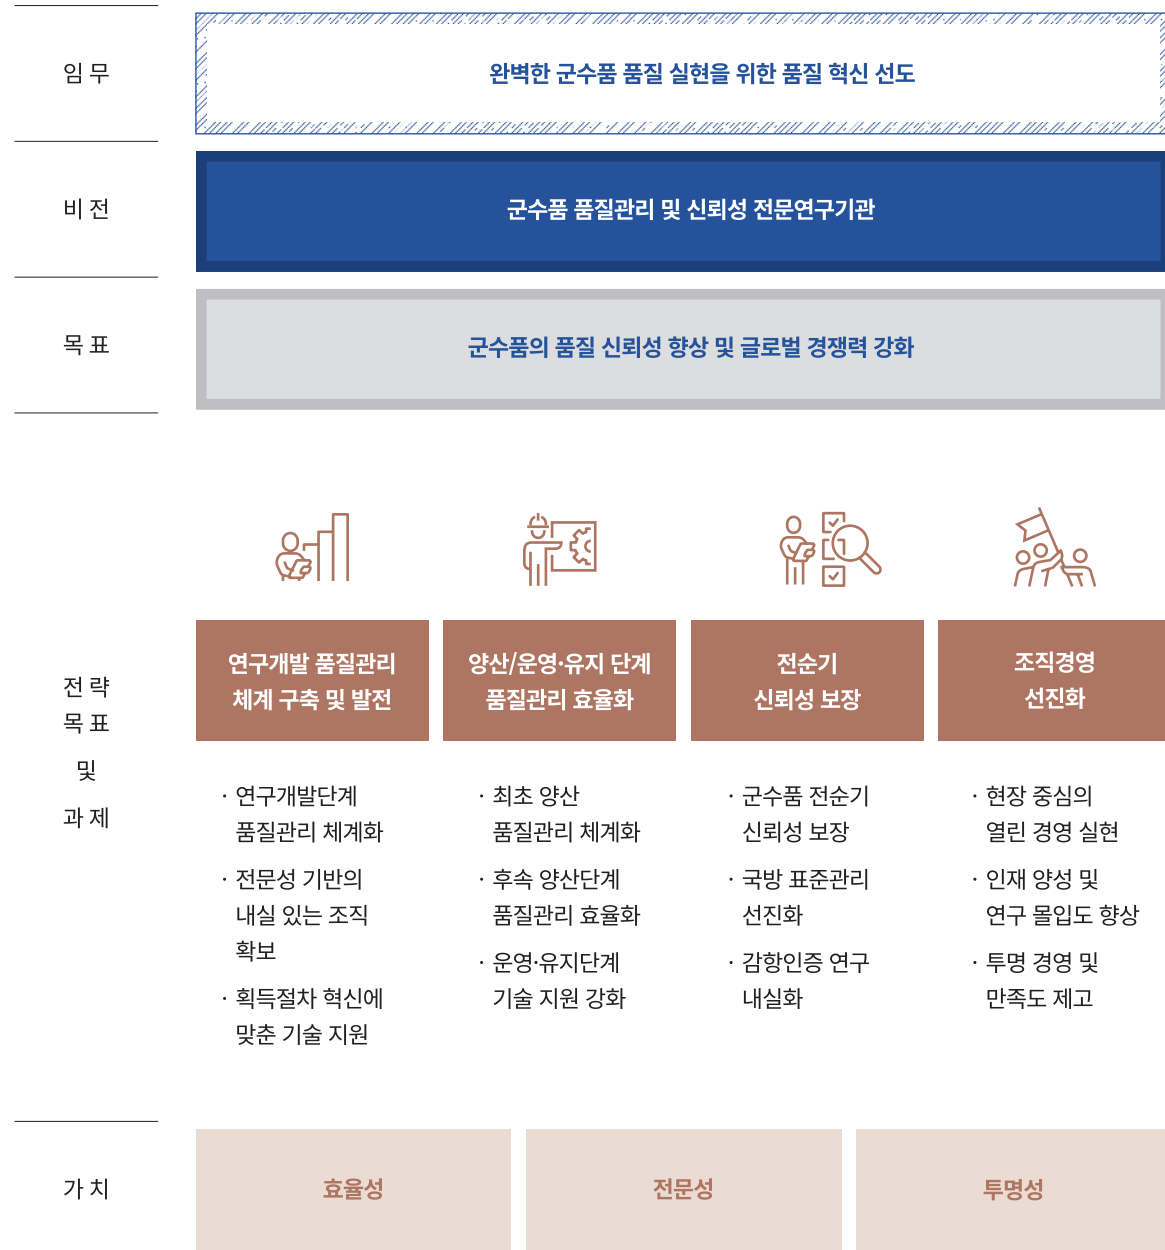 임 무
완벽한 군수품 품질 실현을 위한 품질 혁신 선도
비 전
군수품 품질관리 및 신뢰성 전문연구기관
목 표
군수품의 품질 신뢰성 향상 및 글로벌 경쟁력 강화
전 략
목 표
및
과 제
연구개발 품질관리
체계 구축 및 발전
· 연구개발단계
품질관리 체계화
· 전문성 기반의
내실 있는 조직
확보
· 획득절차 혁신에
맞춘 기술 지원
양산/운영·유지 단계
품질관리 효율화
· 최초 양산
품질관리 체계화
· 후속 양산단계
품질관리 효율화
· 운영·유지단계
기술 지원 강화
전순기
신뢰성 보장
· 군수품 전순기
신뢰성 보장
· 국방 표준관리
선진화
· 감항인증 연구
내실화
조직경영
선진화
· 현장 중심의
열린 경영 실현
· 인재 양성 및
연구 몰입도 향상
· 투명 경영 및
만족도 제고
가 치
효율성
전문성
투명성